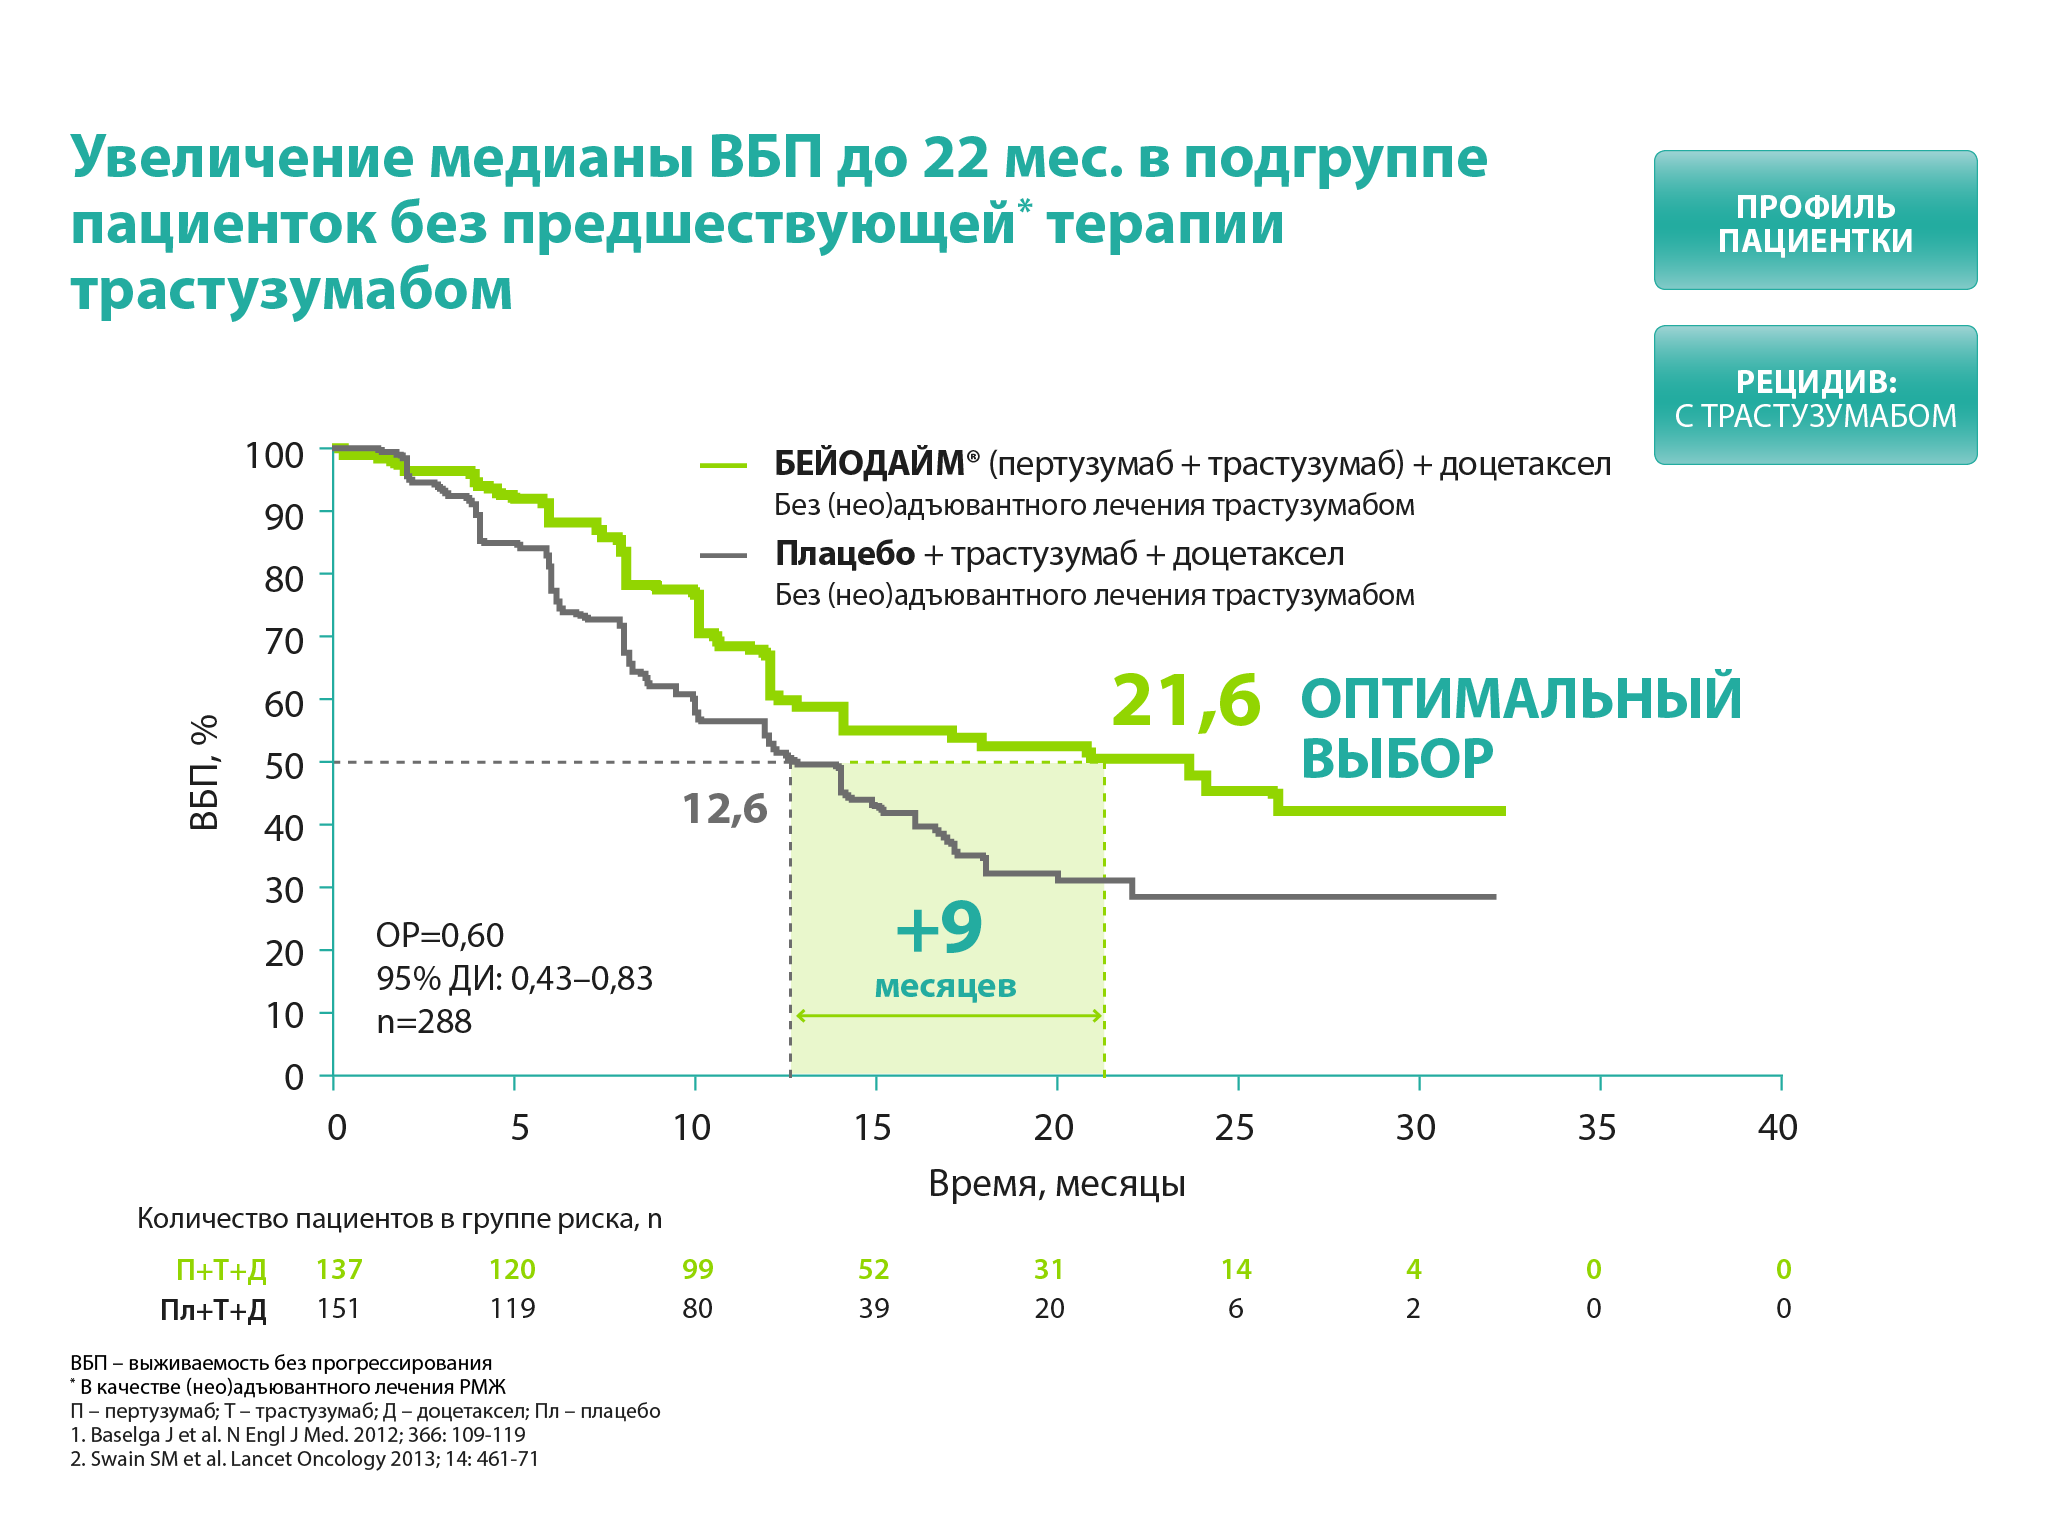 Увеличение медианы ВБП до 22 мес. в подгруппе
пациенток без предшествующей* терапии
трастузумабом
ПРОФИЛЬ
ПАЦИЕНТКИ
РЕЦИДИВ:
С ТРАСТУЗУМАБОМ
БЕЙОДАЙМ® (пертузумаб + трастузумаб) + доцетаксел
Без (нео)адъювантного лечения трастузумабом
Плацебо + трастузумаб + доцетаксел
Без (нео)адъювантного лечения трастузумабом
ВБП, %
100
90
80
70
60
50
40
30
20
10
0
21,6
ОПТИМАЛЬНЫЙ
ВЫБОР
12,6
+9
месяцев
ОР=0,60
95% ДИ: 0,43–0,83
n=288
0 5 10 15 20 25 30 35 40
Время, месяцы
Количество пациентов в группе риска, n
П+Т+Д 137 120 99 52 31 14 4 0 0
Пл+Т+Д 151 119 80 39 20 6 2 0 0
ВБП – выживаемость без прогрессирования
* В качестве (нео)адъювантного лечения РМЖ
П – пертузумаб; Т – трастузумаб; Д – доцетаксел; Пл – плацебо
1. Baselga J et al. N Engl J Med. 2012; 366: 109-119
2. Swain SM et al. Lancet Oncology 2013; 14: 461-71